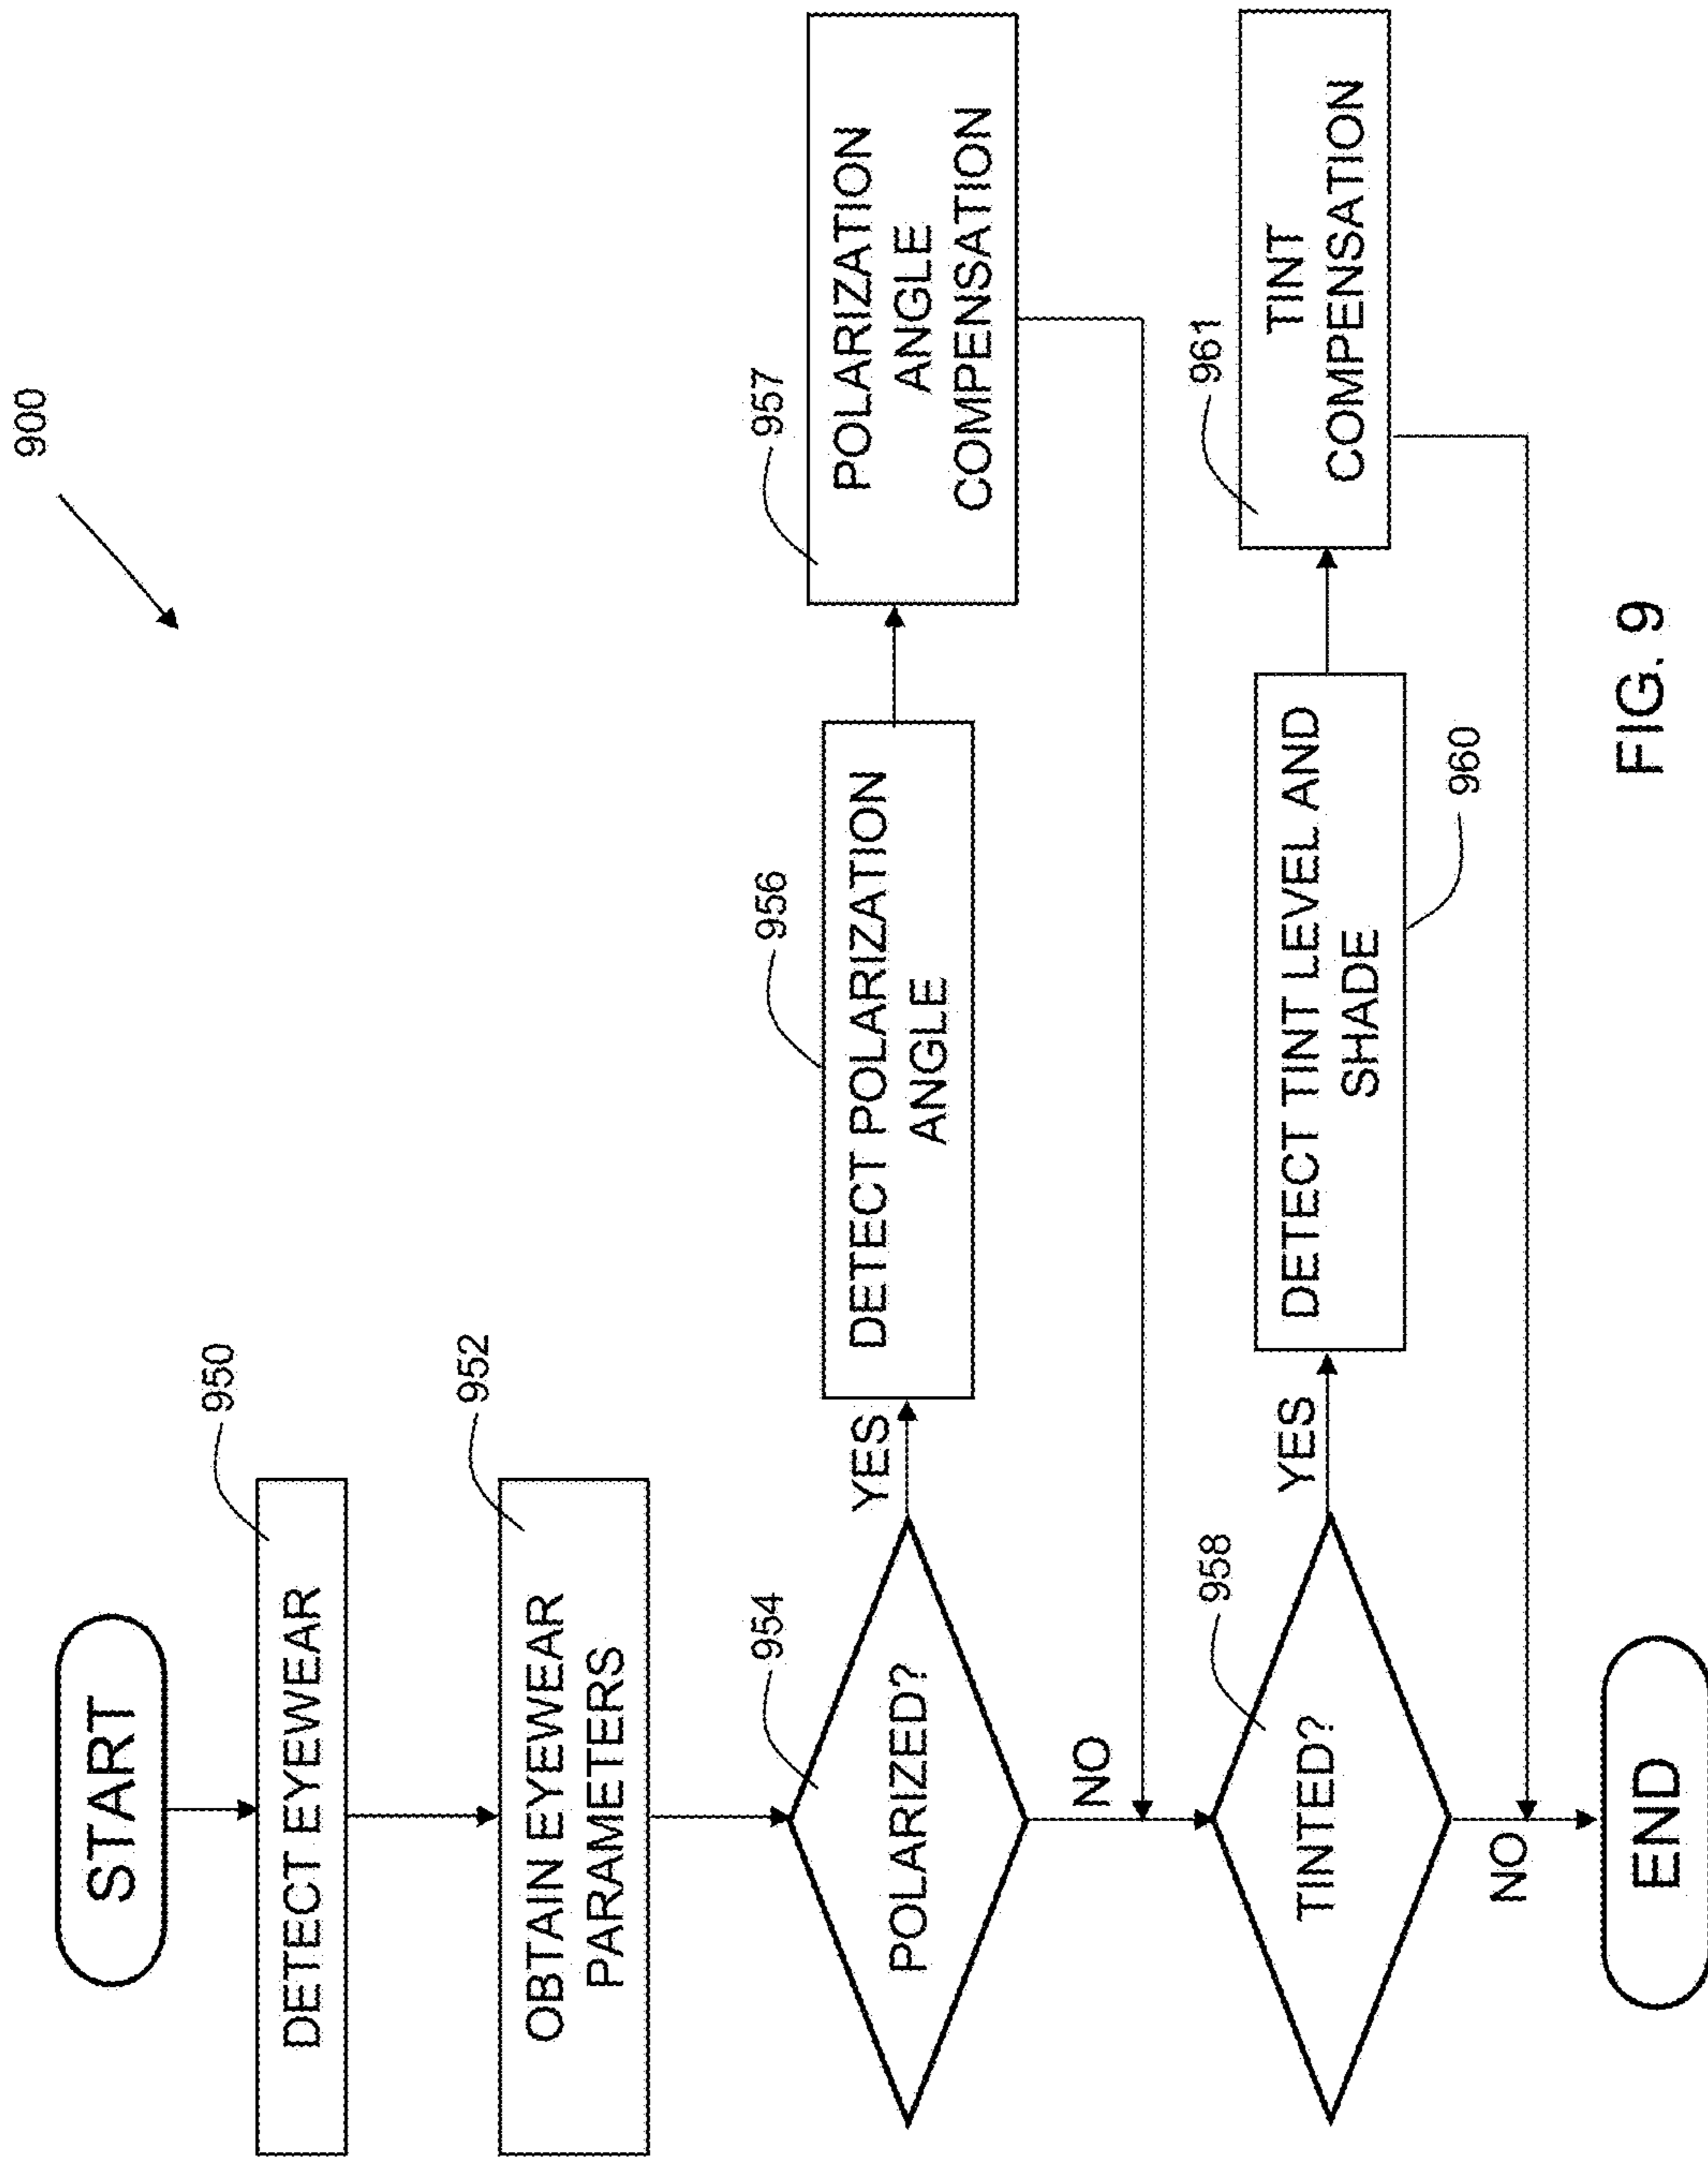 900
START
950
DETECT EYEWEAR
952
OBTAIN EYEWEAR
PARAMETERS
954
POLARIZED?
YES
956
DETECT POLARIZATION
ANGLE
957
POLARIZATION
ANGLE
COMPENSATION
NO
958
TINTED?
YES
DETECT TINT LEVEL AND
SHADE
960
961
TINT
COMPENSATION
NO
END
FIG. 9